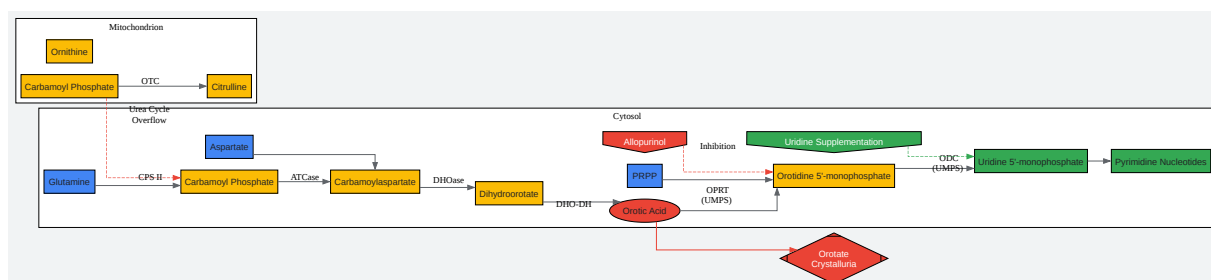 Mitochondrion
Ornithine
Carbamoyl Phosphate
OTC
Citrulline
Urea Cycle
Overflow
Cytosol
Aspartate
Allopurinol
Inhibition
Uridine Supplementation
Glutamine
CPS II
Carbamoyl Phosphate
ATCase
Carbamoylaspartate
DHOase
Dihydroorotate
DHO-DH
PRPP
OPRT
(UMPS)
Orotic Acid
Orotidine 5'-monophosphate
ODC
(UMPS)
Uridine 5'-monophosphate
Pyrimidine Nucleotides
Orotate
Crystalluria